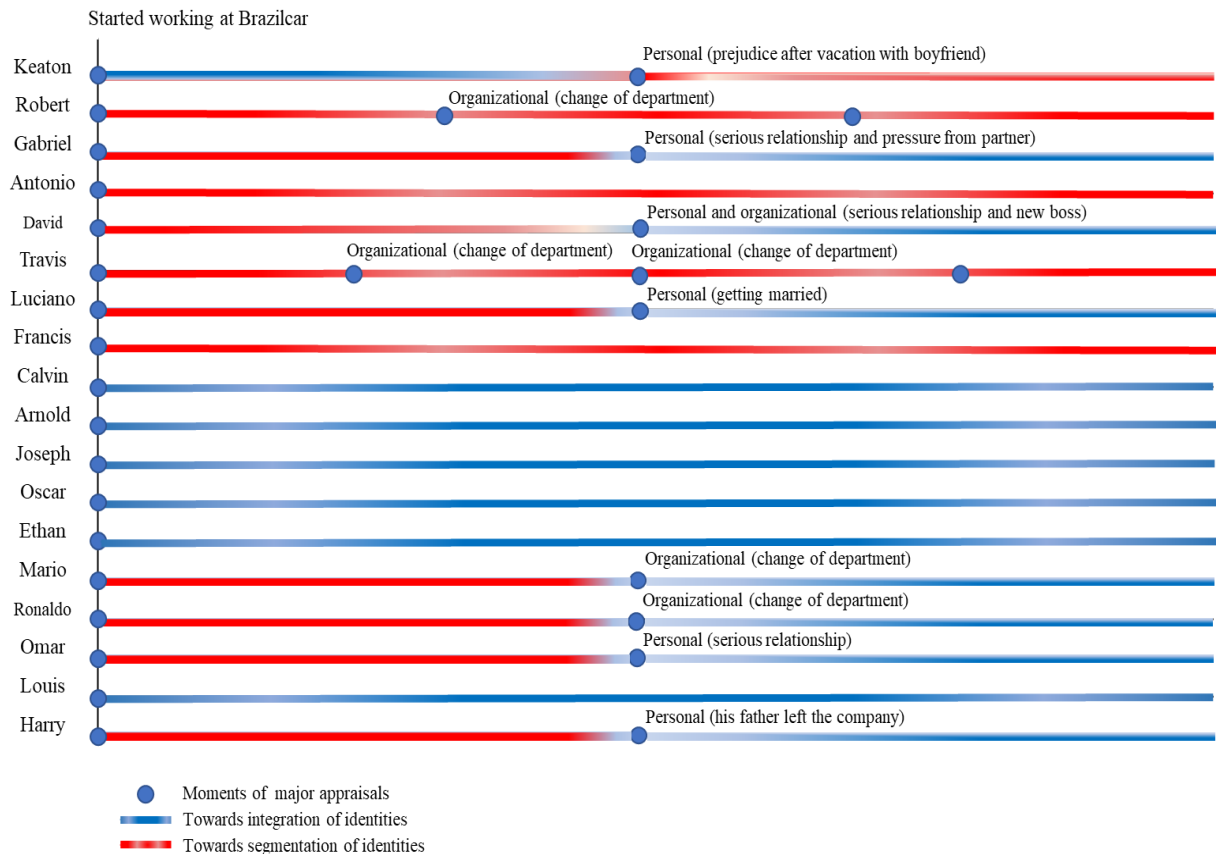 Started working at Brazilcar
Keaton
Personal (prejudice after vacation with boyfriend)
Robert
Organizational (change of department)
Gabriel
Personal (serious relationship and pressure from partner)
Antonio
David
Personal and organizational (serious relationship and new boss)
Travis
Organizational (change of department)
Organizational (change of department)
Luciano
Personal (getting married)
Francis
Calvin
Arnold
Joseph
Oscar
Ethan
Mario
Organizational (change of department)
Ronaldo
Organizational (change of department)
Omar
Personal (serious relationship)
Louis
Harry
Personal (his father left the company)
Moments of major appraisals
Towards integration of identities
Towards segmentation of identities